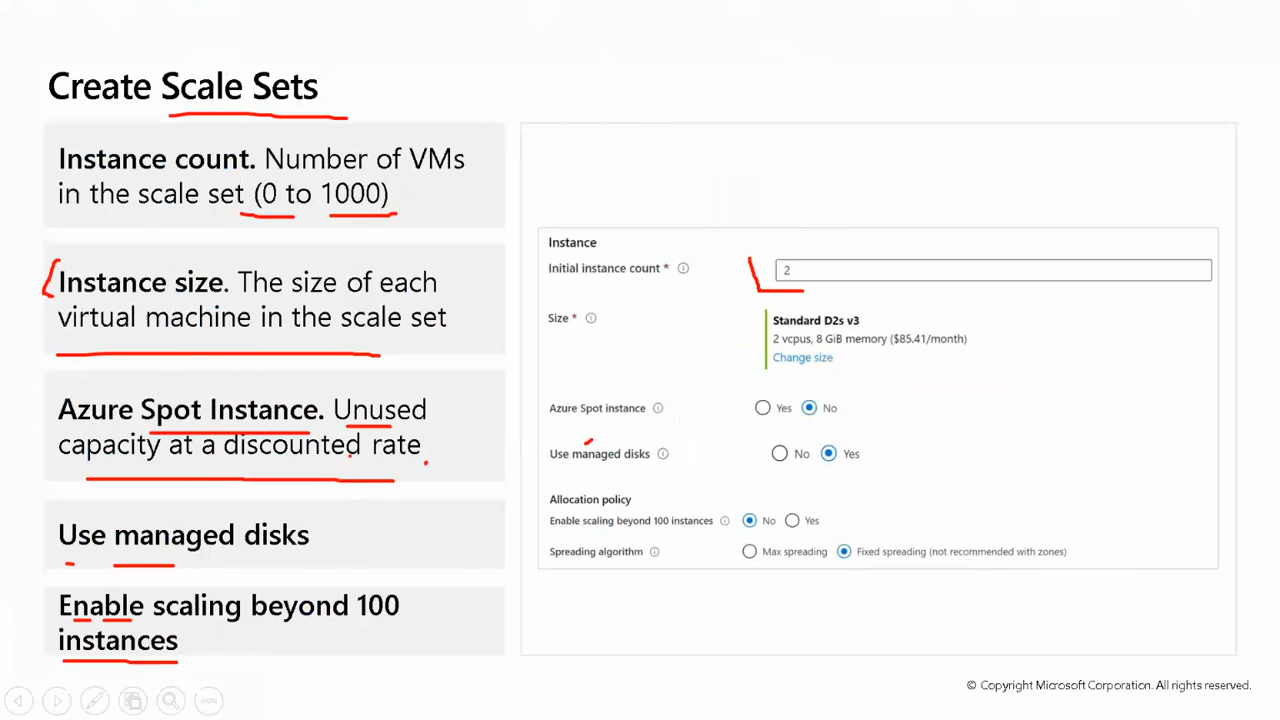 Create Scale Sets
Instance count. Number of VMs
in the scale set (0 to 1000)
Instance size. The size of each
virtual machine in the scale set
Azure Spot Instance. Unused
capacity at a discounted rate
Use managed disks
Enable scaling beyond 100
instances
Instance
Initial instance count *
2
Size *
Standard D2s v3
2 vcpus, 8 GiB memory ($85.41/month)
Change size
Azure Spot instance
Yes No
Use managed disks
No Yes
Allocation policy
Enable scaling beyond 100 instances
No Yes
Spreading algorithm
Max spreading Fixed spreading (not recommended with zones)
© Copyright Microsoft Corporation. All rights reserved.